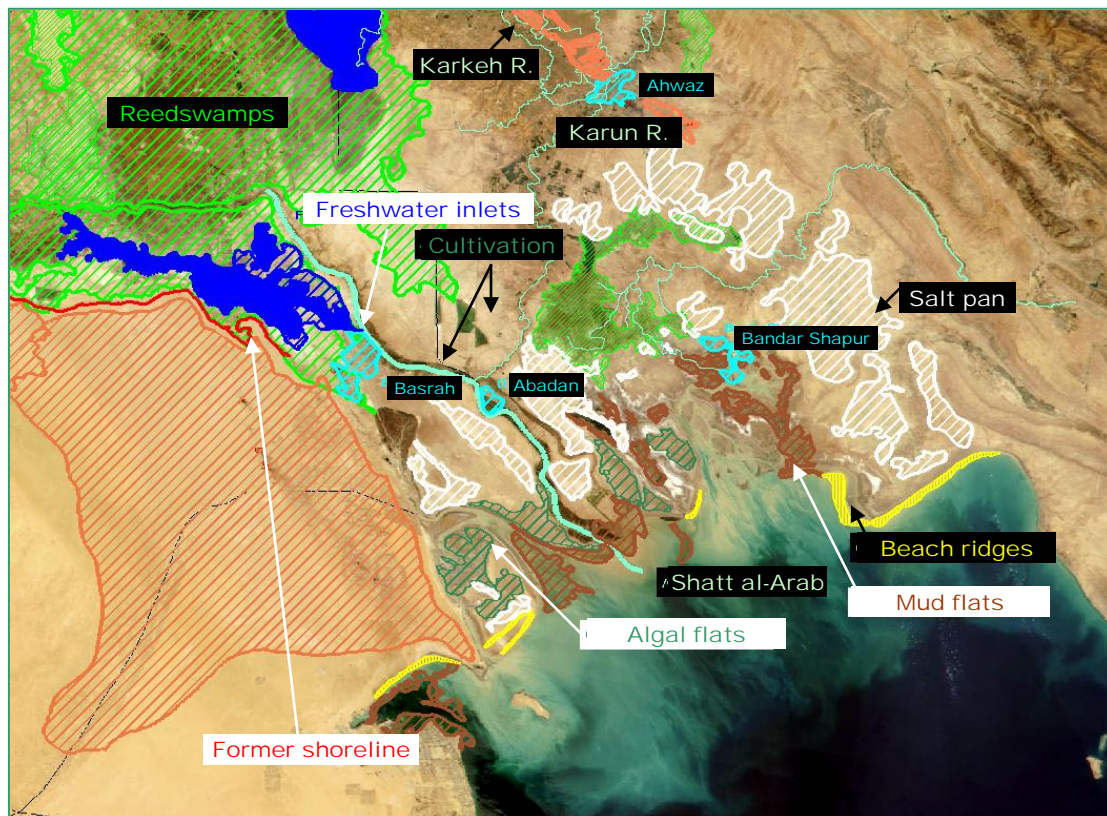 Karkeh R.
Ahwaz
Reedswamps
Karun R.
Freshwater inlets
Cultivation
Salt pan
Bandar Shapur
Basrah
Abadan
Beach ridges
Shatt al-Arab
Mud flats
Algal flats
Former shoreline